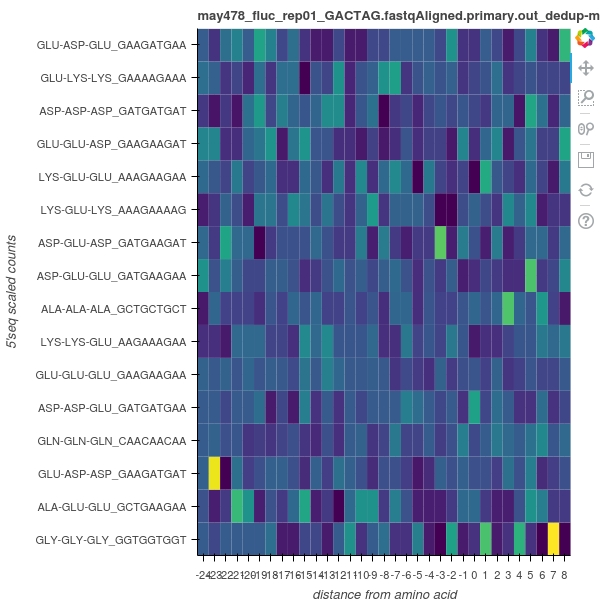 may478_fluc_rep01_GACTAG.fastqAligned.primary.out_dedup-m
GLU-ASP-GLU_GAAGATGAA
GLU-LYS-LYS_GAAAAGAAA
ASP-ASP-ASP_GATGATGAT
GLU-GLU-ASP_GAAGAAGAT
LYS-GLU-GLU_AAAGAAGAA
LYS-GLU-LYS_AAAGAAAAG
ASP-GLU-ASP_GATGAAGAT
ASP-GLU-GLU_GATGAAGAA
ALA-ALA-ALA_GCTGCTGCT
LYS-LYS-GLU_AAGAAAGAA
GLU-GLU-GLU_GAAGAAGAA
ASP-ASP-GLU_GATGATGAA
GLN-GLN-GLN_CAACAACAA
GLU-ASP-ASP_GAAGATGAT
ALA-GLU-GLU_GCTGAAGAA
GLY-GLY-GLY_GGTGGTGGT
5'seq scaled counts
-24-23-22-21-20-19-18-17-16-15-14-13-12-11-10-9 -8 -7 -6 -5 -4 -3 -2 -1 0 1 2 3 4 5 6 7 8
distance from amino acid